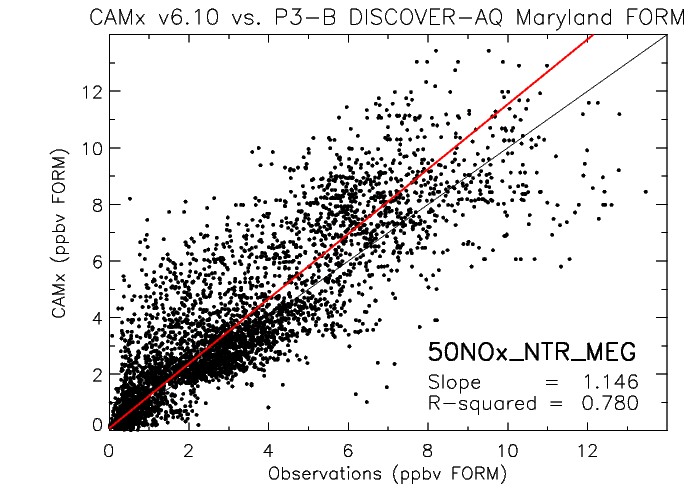 CAMx v6.10 vs. P3-B DISCOVER-AQ Maryland FORM
12
10
8
6
4
2
0
CAMx (ppbv FORM)
50NOx_NTR_MEG
Slope = 1.146
R-squared = 0.780
0 2 4 6 8 10 12
Observations (ppbv FORM)